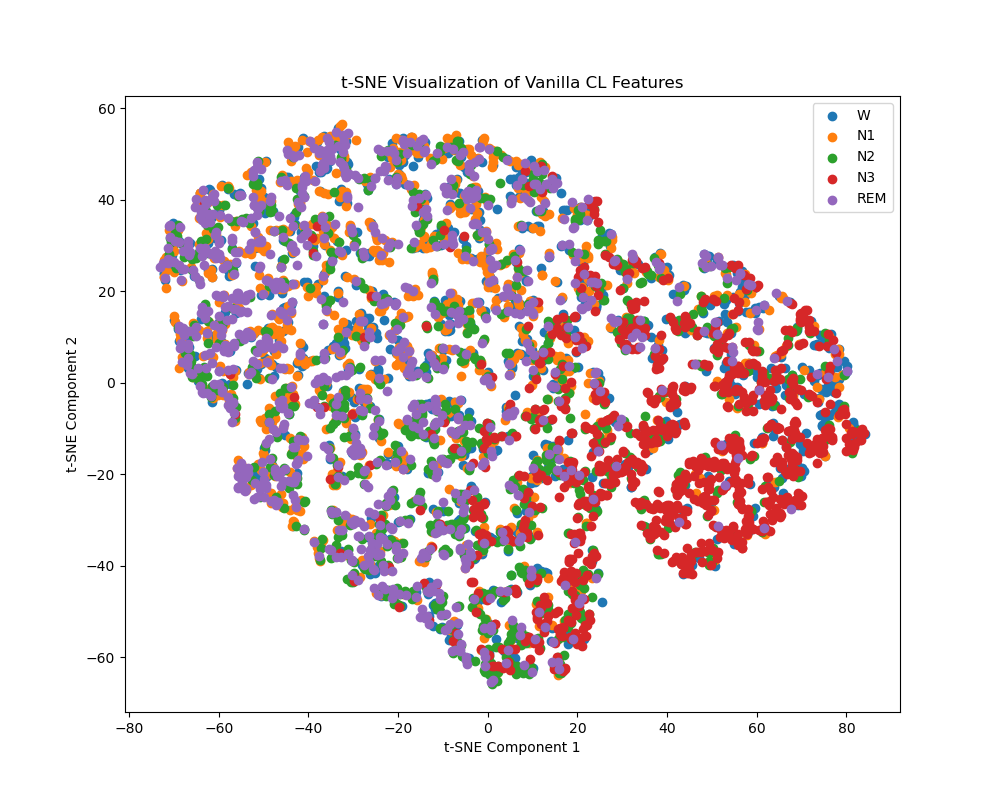 t-SNE Visualization of Vanilla CL Features
W
N1
N2
N3
REM
60
40
20
0
−20
−40
−60
t-SNE Component 2
−80
−60
−40
−20
0
20
40
60
80
t-SNE Component 1